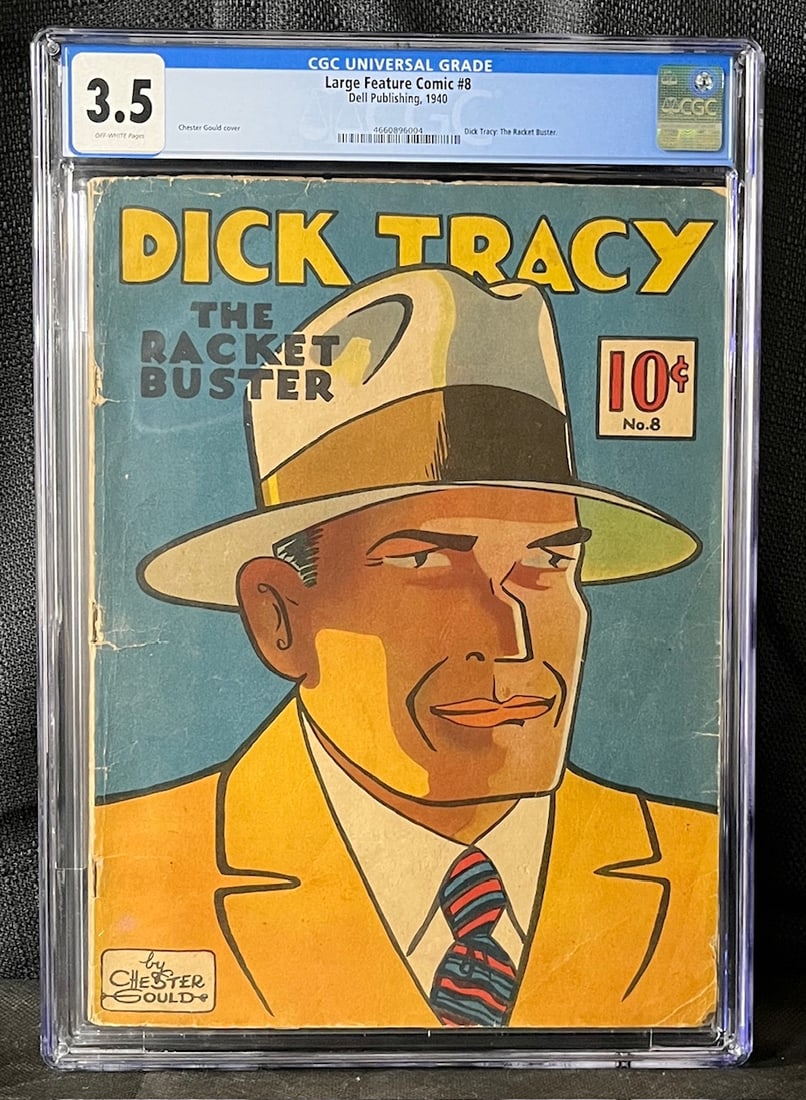 CGC UNIVERSAL GRADE
3.5
OFF-WHITE Pages
Large Feature Comic #8
Dell Publishing, 1940
Chester Gould cover
4660896004
Dick Tracy: The Racket Buster.
CGC
DICK TRACY
THE
RACKET
BUSTER
10¢
No.8
by
CHESTER
GOULD